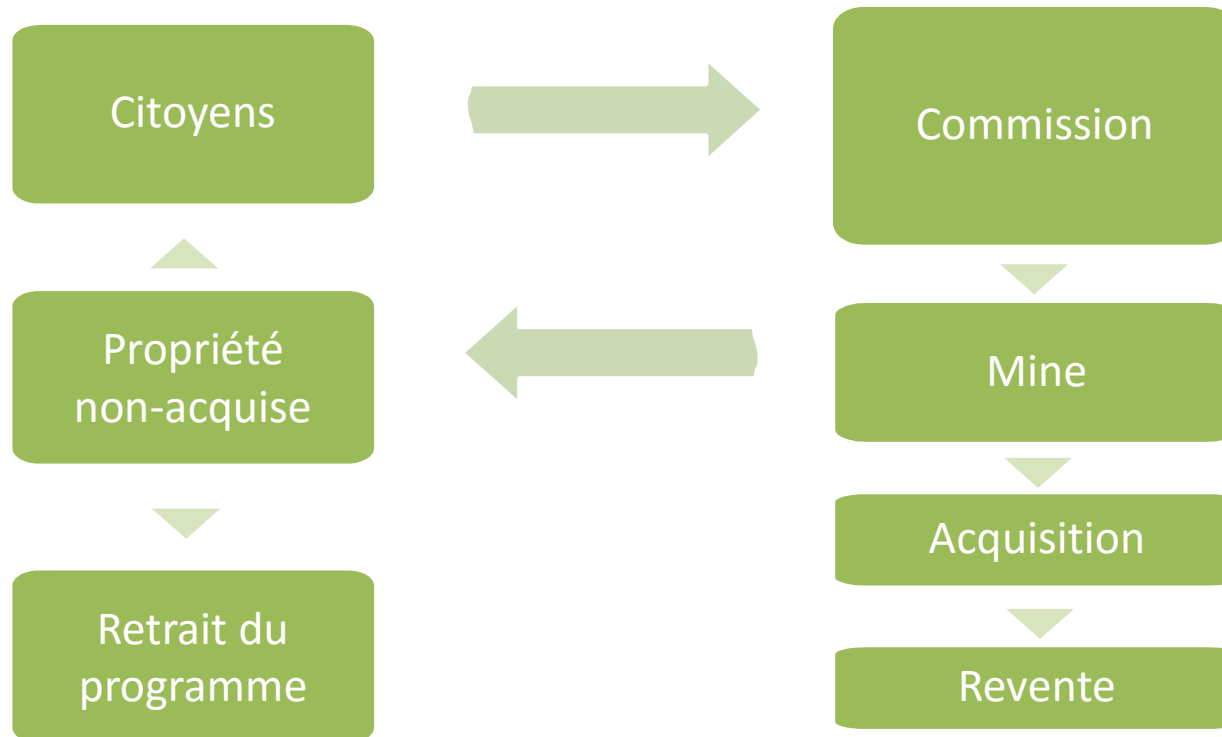 Citoyens
Commission
Propriété
non-acquise
Mine
Acquisition
Retrait du
programme
Revente